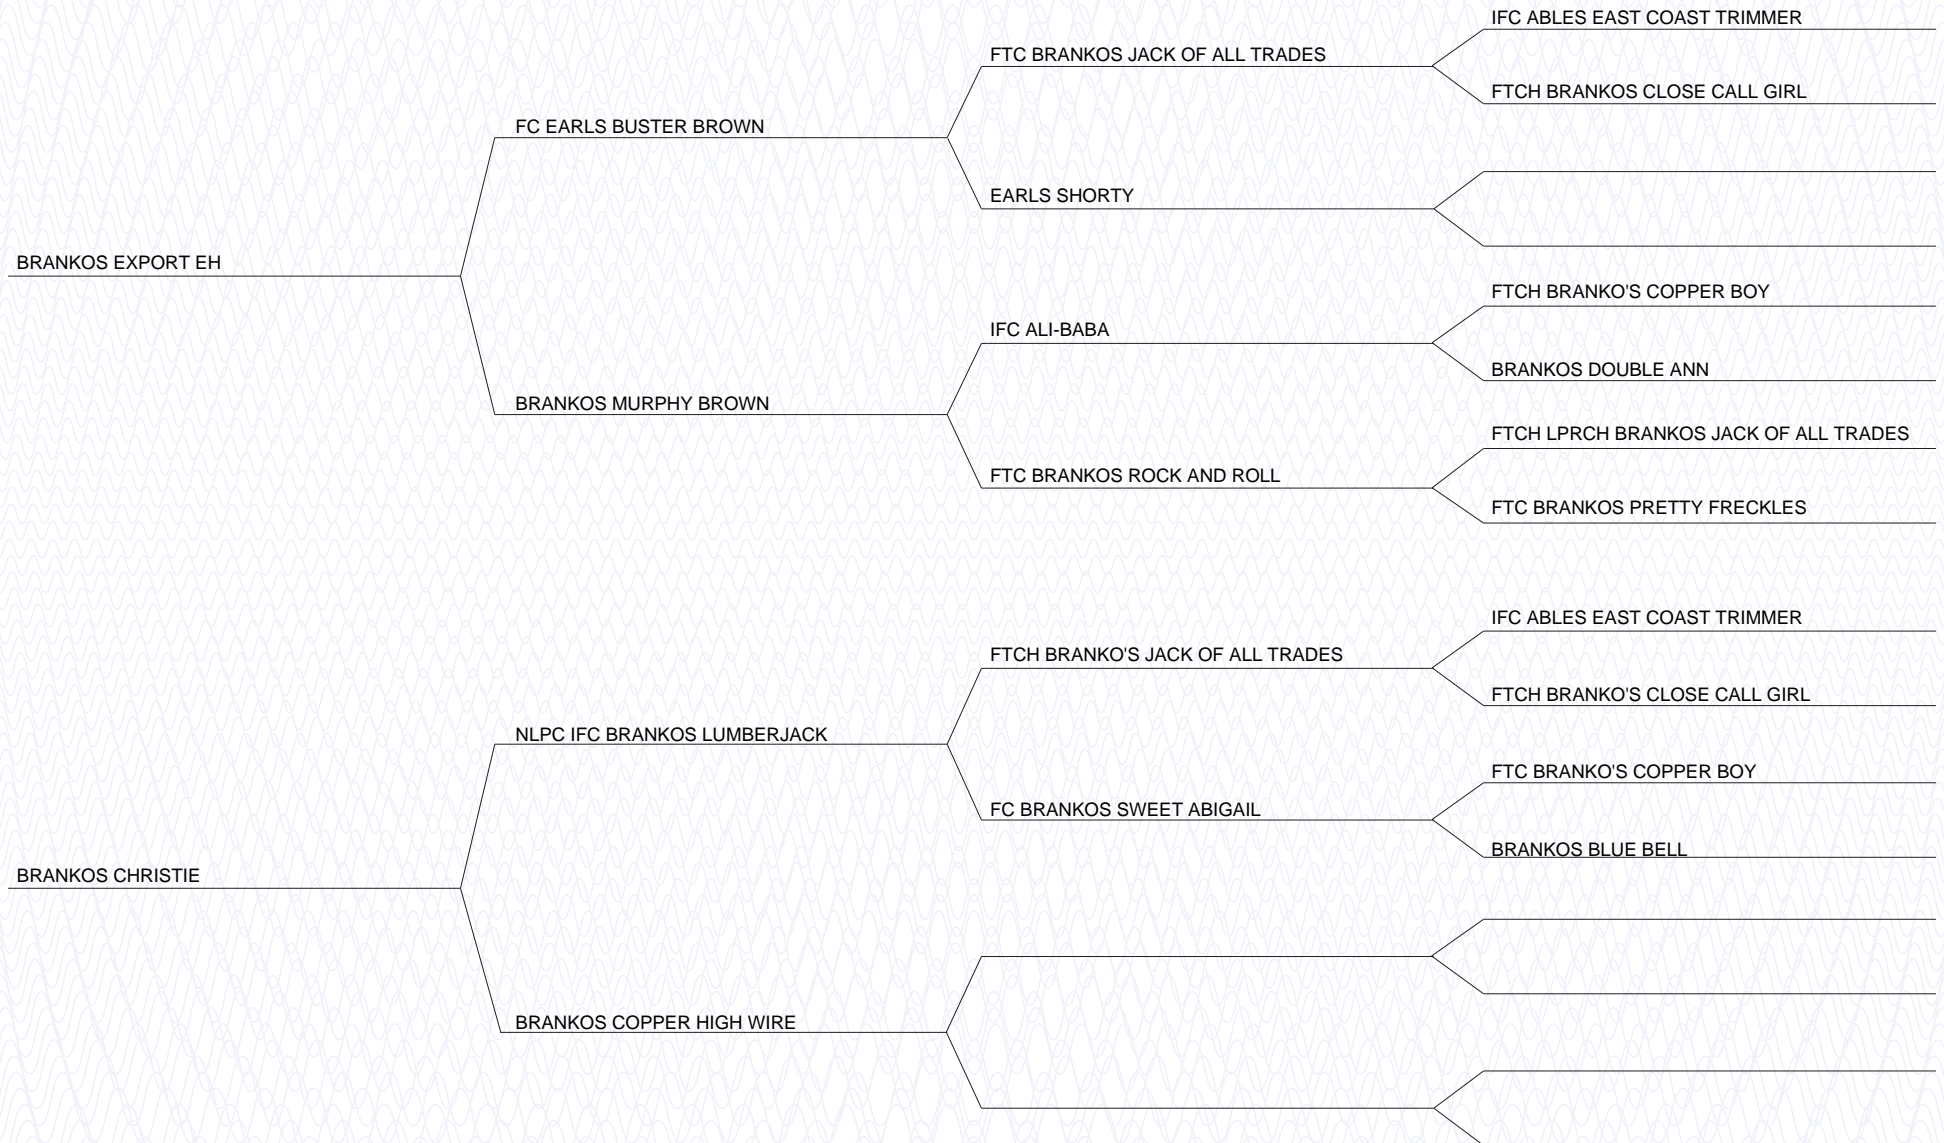 IFC ABLES EAST COAST TRIMMER
FTC BRANKOS JACK OF ALL TRADES
FTCH BRANKOS CLOSE CALL GIRL
FC EARLS BUSTER BROWN
EARLS SHORTY
BRANKOS EXPORT EH
FTCH BRANKO'S COPPER BOY
IFC ALI-BABA
BRANKOS DOUBLE ANN
BRANKOS MURPHY BROWN
FTCH LPRCH BRANKOS JACK OF ALL TRADES
FTC BRANKOS ROCK AND ROLL
FTC BRANKOS PRETTY FRECKLES
IFC ABLES EAST COAST TRIMMER
FTCH BRANKO'S JACK OF ALL TRADES
FTCH BRANKO'S CLOSE CALL GIRL
NLPC IFC BRANKOS LUMBERJACK
FTC BRANKO'S COPPER BOY
FC BRANKOS SWEET ABIGAIL
BRANKOS BLUE BELL
BRANKOS CHRISTIE
BRANKOS COPPER HIGH WIRE